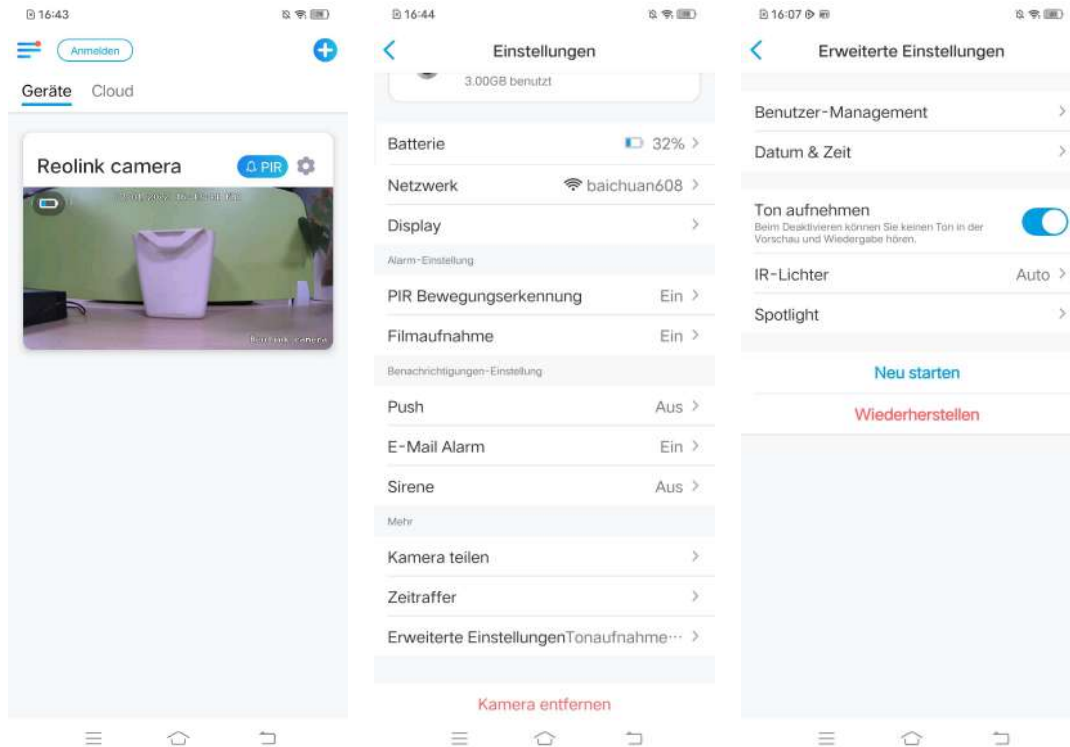 16:43
Anmelden
Geräte Cloud
Reolink camera PIR
Reolink camera
16:44
Einstellungen
3.00GB benutzt
Batterie 32%
Netzwerk baichuan608
Display
Alarm-Einstellung
PIR Bewegungserkennung Ein
Filmaufnahme Ein
Benachrichtigungen-Einstellung
Push Aus
E-Mail Alarm Ein
Sirene Aus
Mehr
Kamera teilen
Zeitraffer
Erweiterte EinstellungenTonaufnahme···
Kamera entfernen
16:07
Erweiterte Einstellungen
Benutzer-Management
Datum & Zeit
Ton aufnehmen
Beim Deaktivieren können Sie keinen Ton in der
Vorschau und Wiedergabe hören.
IR-Lichter Auto
Spotlight
Neu starten
Wiederherstellen